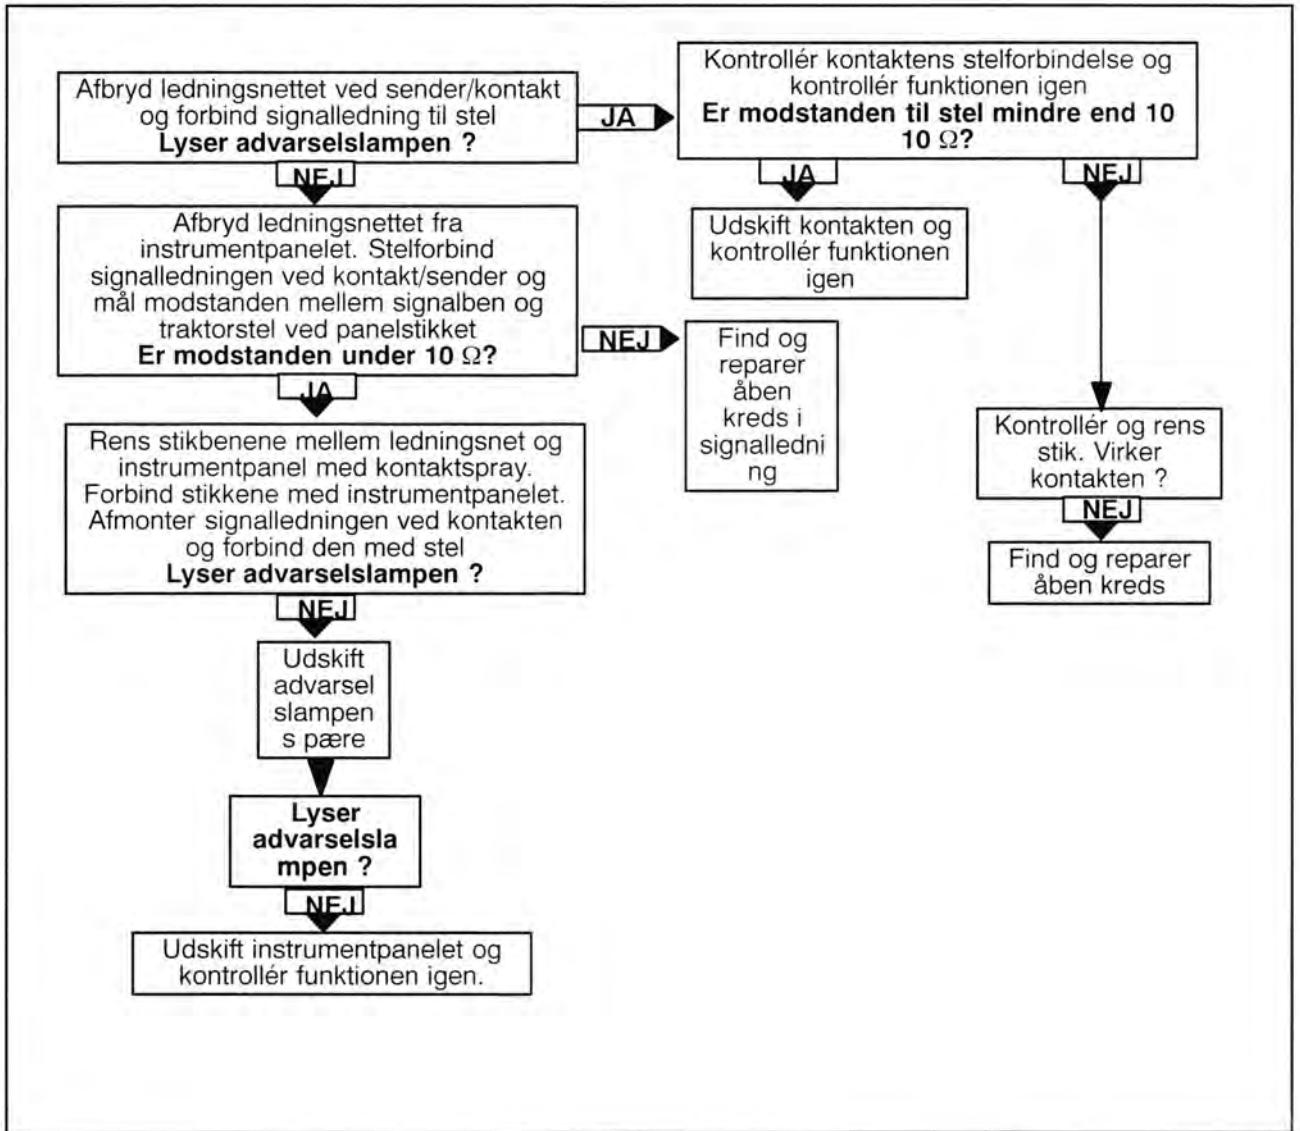 Afbryd ledningsnettet ved sender/kontakt
og forbind signalledning til stel
Lyser advarselslampen ?
JA
Kontrollér kontaktens stelforbindelse og
kontrollér funktionen igen
Er modstanden til stel mindre end 10
10 Ω?
NEJ
JA
NEJ
Afbryd ledningsnettet fra
instrumentpanelet. Stelforbind
signalledningen ved kontakt/sender og
mål modstanden mellem signalben og
traktorstel ved panelstikket
Er modstanden under 10 Ω?
Udskift kontakten og
kontrollér funktionen
igen
NEJ
Find og
reparer
åben
kreds i
signalledni
ng
JA
Rens stikbenene mellem ledningsnet og
instrumentpanel med kontaktspray.
Forbind stikkene med instrumentpanelet.
Afmonter signalledningen ved kontakten
og forbind den med stel
Lyser advarselslampen ?
Kontrollér og rens
stik. Virker
kontakten ?
NEJ
Find og reparer
åben kreds
NEJ
Udskift
advarsel
slampen
s pære
Lyser
advarselsla
mpen ?
NEJ
Udskift instrumentpanelet og
kontrollér funktionen igen.